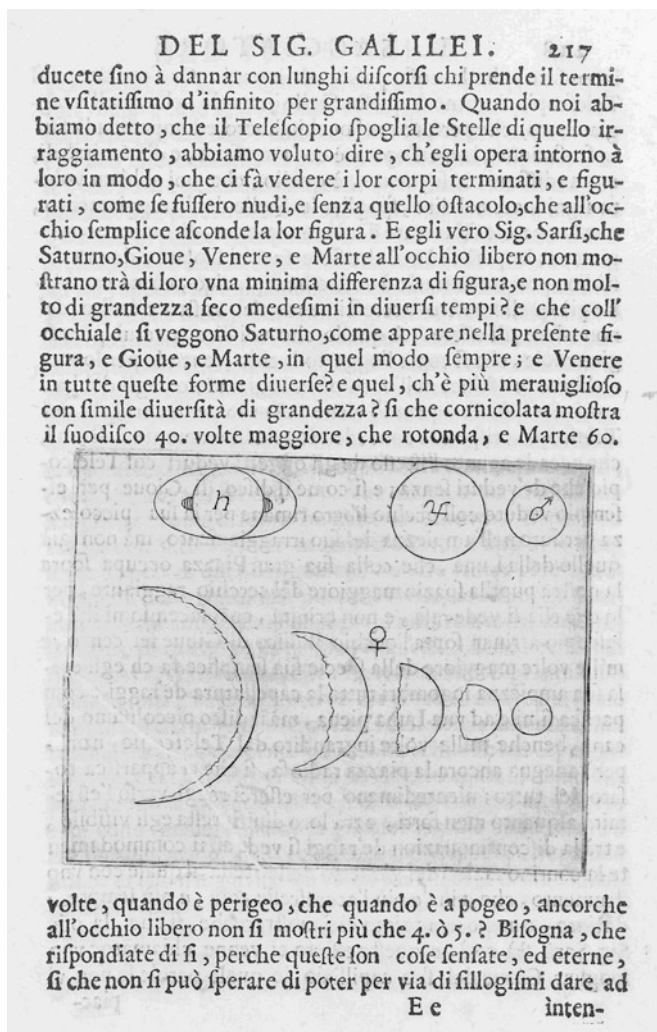 DEL SIG. GALILEI. 217
ducete ſino à dannar con lunghi diſcorſi chi prende il termi-
ne vſitatiſſimo d'infinito per grandiſſimo. Quando noi ab-
biamo detto, che il Teleſcopio ſpoglia le Stelle di quello ir-
raggiamento, abbiamo voluto dire, ch'egli opera intorno à
loro in modo, che ci fà vedere i lor corpi terminati, e figu-
rati, come ſe fuſſero nudi, e ſenza quello oſtacolo, che all'oc-
chio ſemplice aſconde la lor figura. E egli vero Sig. Sarſi, che
Saturno, Gioue, Venere, e Marte all'occhio libero non mo-
ſtrano trà di loro vna minima differenza di figura, e non mol-
to di grandezza ſeco medeſimi in diuerſi tempi? e che coll'
occhiale ſi veggono Saturno, come appare nella preſente fi-
gura, e Gioue, e Marte, in quel modo ſempre; e Venere
in tutte queſte forme diuerſe? e quel, ch'è più merauiglioſo
con ſimile diuerſità di grandezza? ſi che cornicolata moſtra
il ſuo diſco 40. volte maggiore, che rotonda, e Marte 60.
♄ ♃ ♂
♀
volte, quando è perigeo, che quando è apogeo, ancorche
all'occhio libero non ſi moſtri più che 4. ò 5.? Biſogna, che
riſpondiate di ſi, perche queſte ſon coſe ſenſate, ed eterne,
ſi che non ſi può ſperare di poter per via di ſillogiſmi dare ad
E e ìnten-